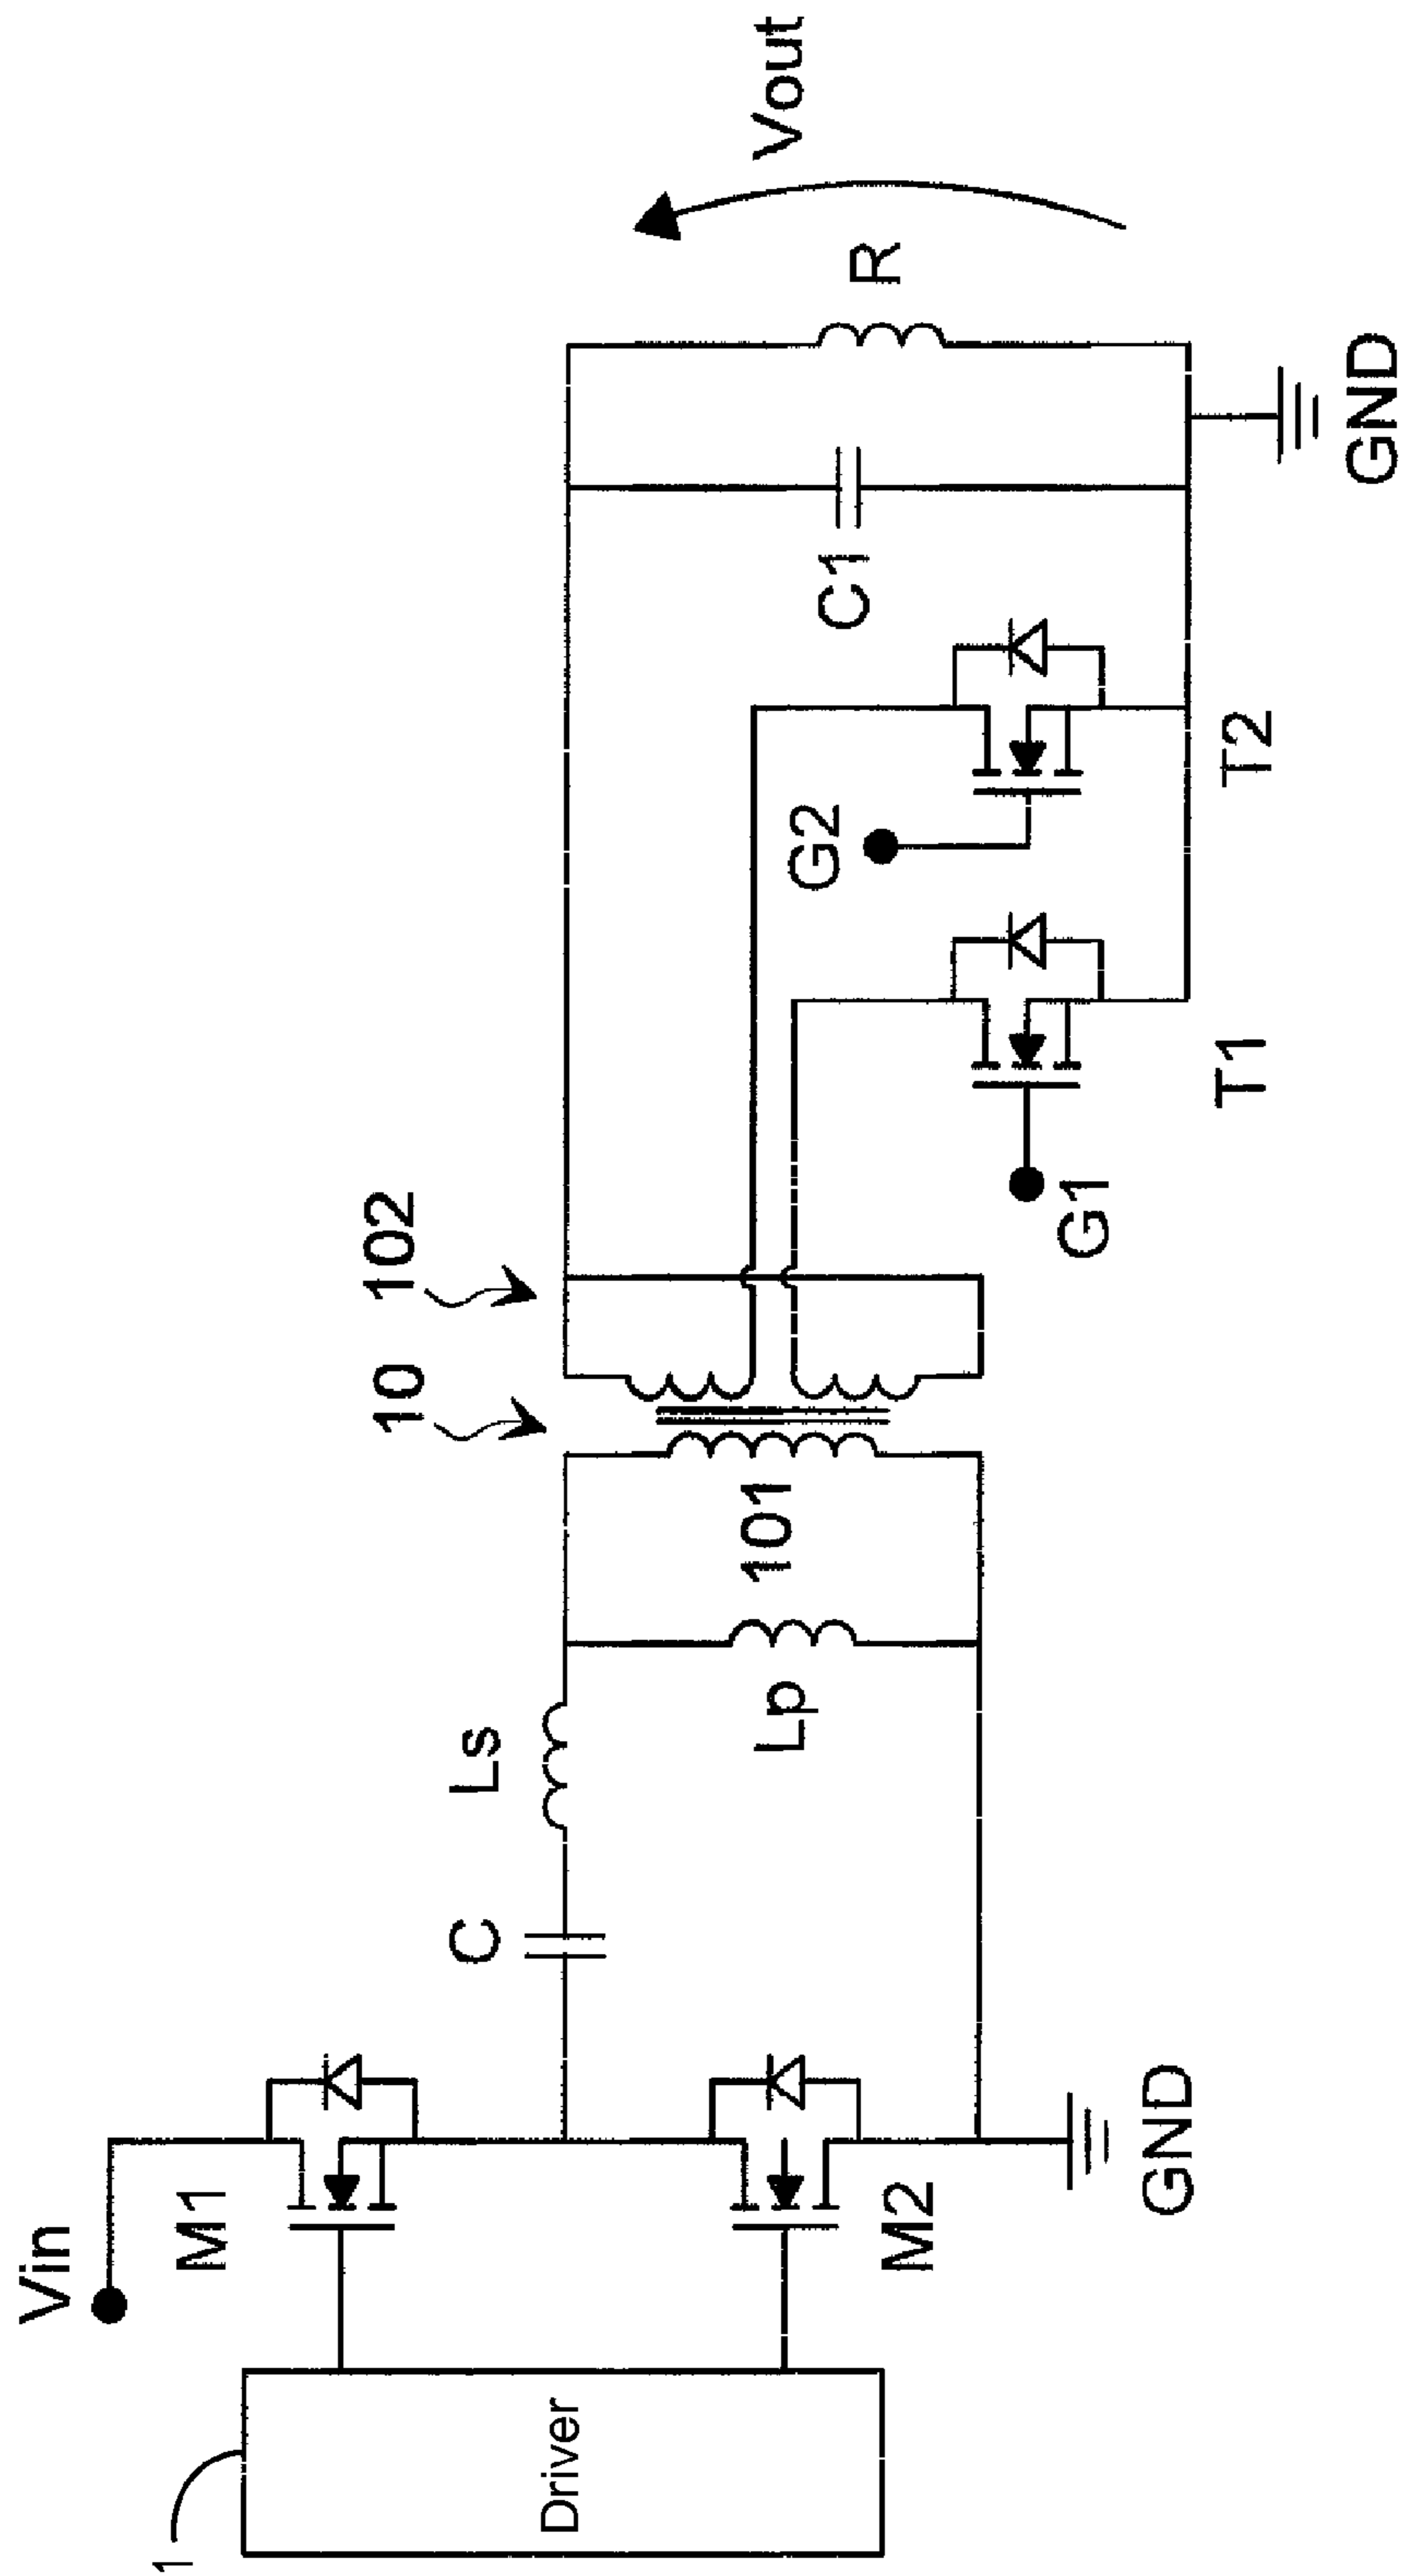 1
Driver
Vin
M1
M2
GND
C
Ls
Lp
101
10
102
G1
T1
G2
T2
C1
R
GND
Vout